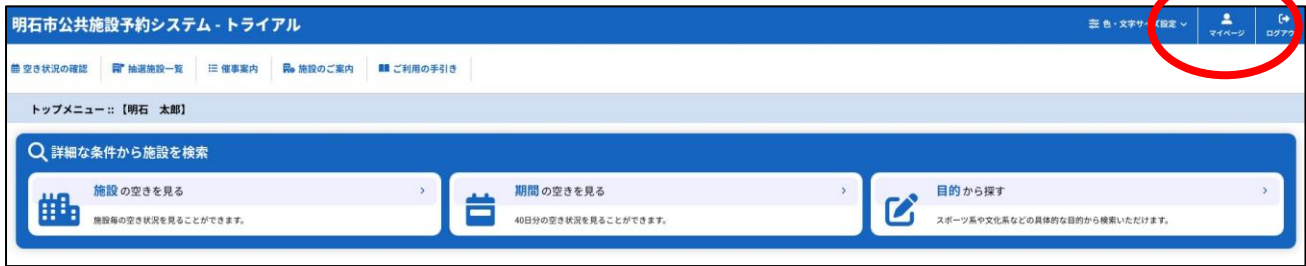 明石市公共施設予約システム - トライアル
色・文字サイズ設定
マイページ
ログアウ
空き状況の確認
抽選施設一覧
催事案内
施設のご案内
ご利用の手引き
トップメニュー::【明石 太郎】
詳細な条件から施設を検索
施設の空きを見る
施設毎の空き状況を見ることができます。
期間の空きを見る
40日分の空き状況を見ることができます。
目的から探す
スポーツ系や文化系などの具体的な目的から検索いただけます。